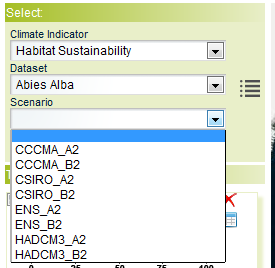 Select:
Climate Indicator
Habitat Sustainability
Dataset
Abies Alba
Scenario
CCCMA_A2
CCCMA_B2
CSIRO_A2
CSIRO_B2
ENS_A2
ENS_B2
HADCM3_A2
HADCM3_B2